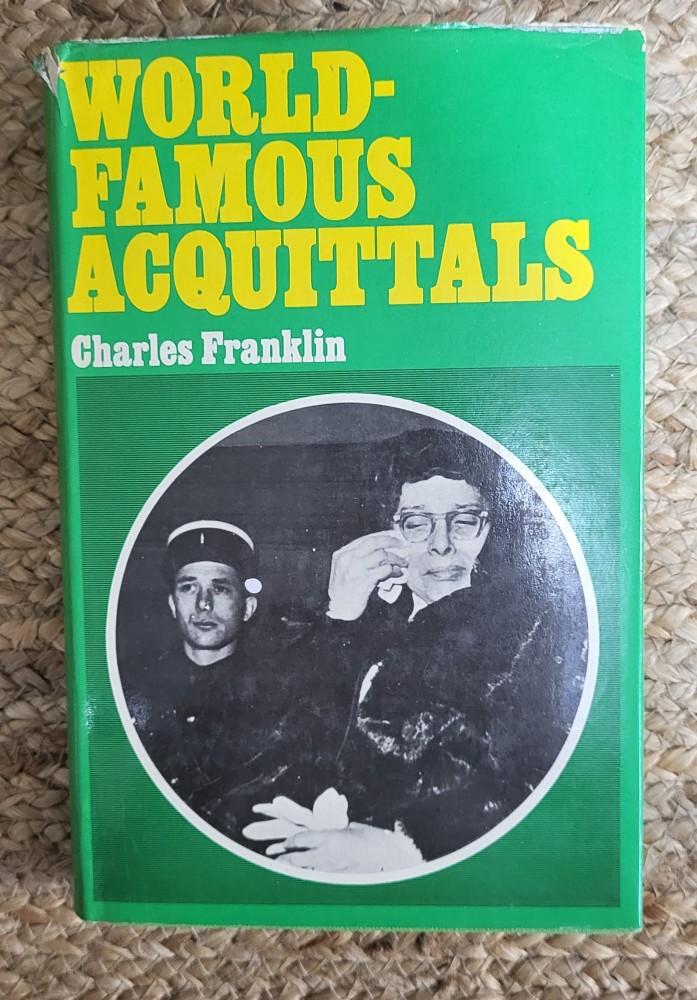 WORLD-
FAMOUS
ACQUITTALS
Charles Franklin